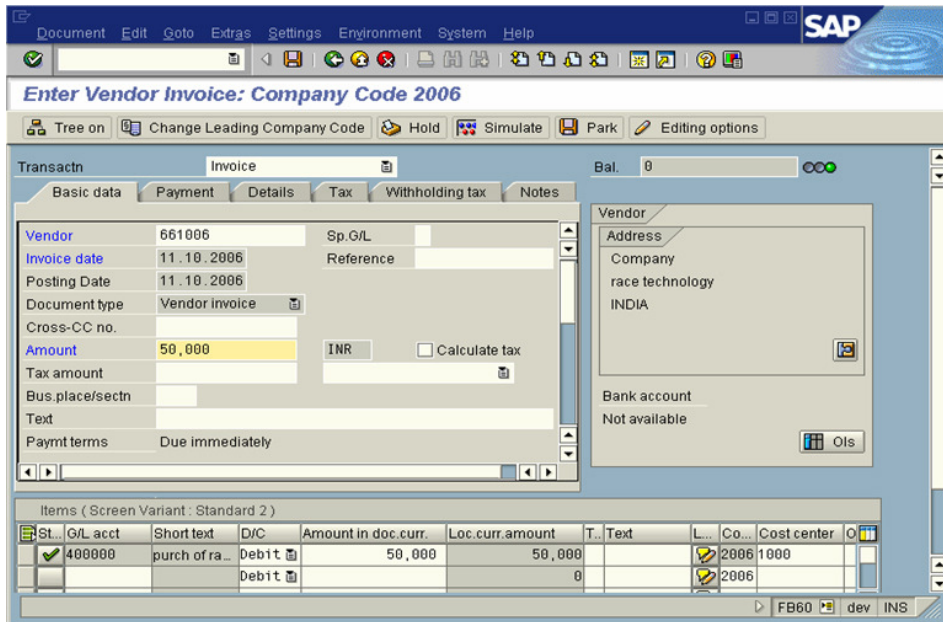 Document Edit Goto Extras Settings Environment System Help
SAP
Enter Vendor Invoice: Company Code 2006
Tree on Change Leading Company Code Hold Simulate Park Editing options
Transactn Invoice Bal. 0
Basic data Payment Details Tax Withholding tax Notes
Vendor
Vendor 661006 Sp.G/L Address
Invoice date 11.10.2006 Reference Company
Posting Date 11.10.2006 race technology
Document type Vendor invoice INDIA
Cross-CC no.
Amount 50,000 INR Calculate tax
Tax amount
Bus.place/sectn Bank account
Text Not available
Paymt terms Due immediately OIs
Items ( Screen Variant : Standard 2 )
St... G/L acct Short text D/C Amount in doc.curr. Loc.curr.amount T.. Text L... Co... Cost center O
400000 purch of ra... Debit 50,000 50,000 2006 1000
Debit 0 2006
FB60 dev INS